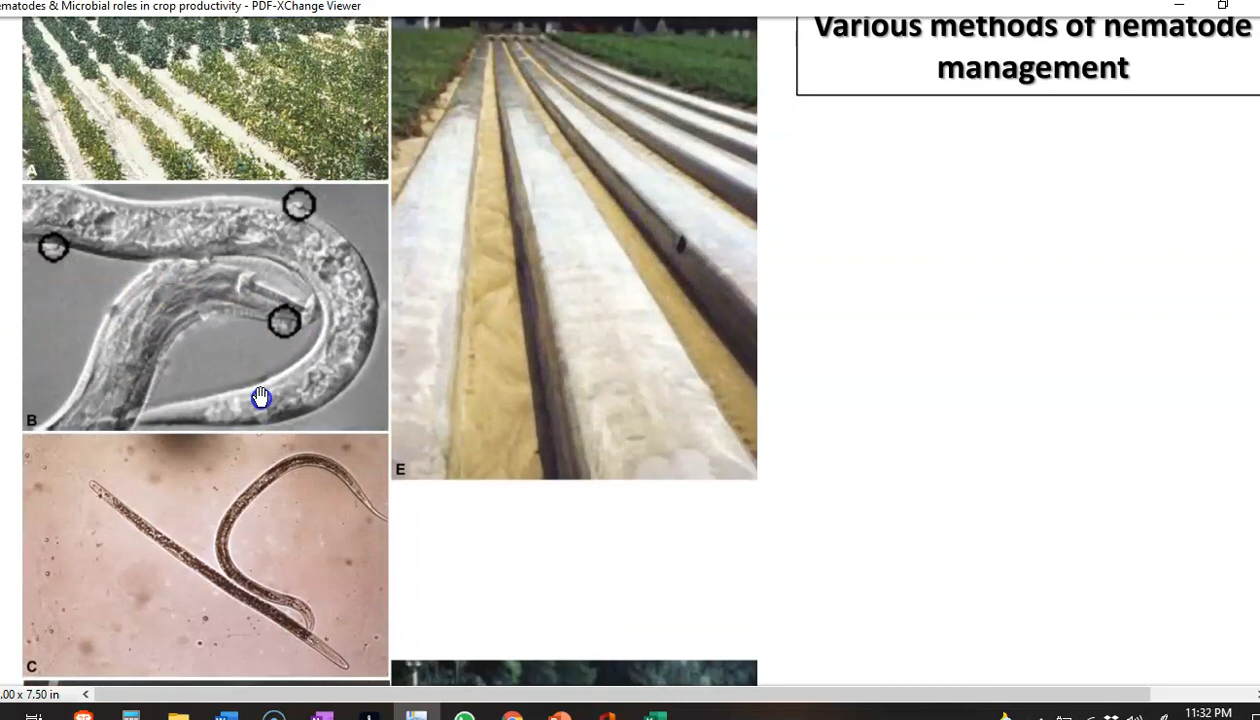 ematodes & Microbial roles in crop productivity - PDF-XChange Viewer
Various methods of nematode
management
A
B
E
C
.00 x 7.50 in
11:32 PM